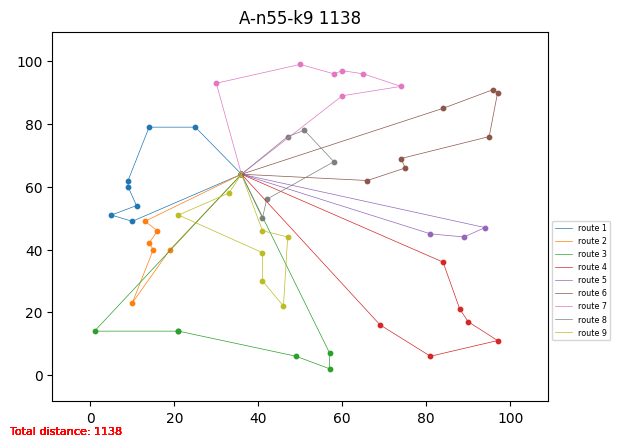 A-n55-k9 1138
100
80
60
40
20
0
0 20 40 60 80 100
route 1
route 2
route 3
route 4
route 5
route 6
route 7
route 8
route 9
Total distance: 1138